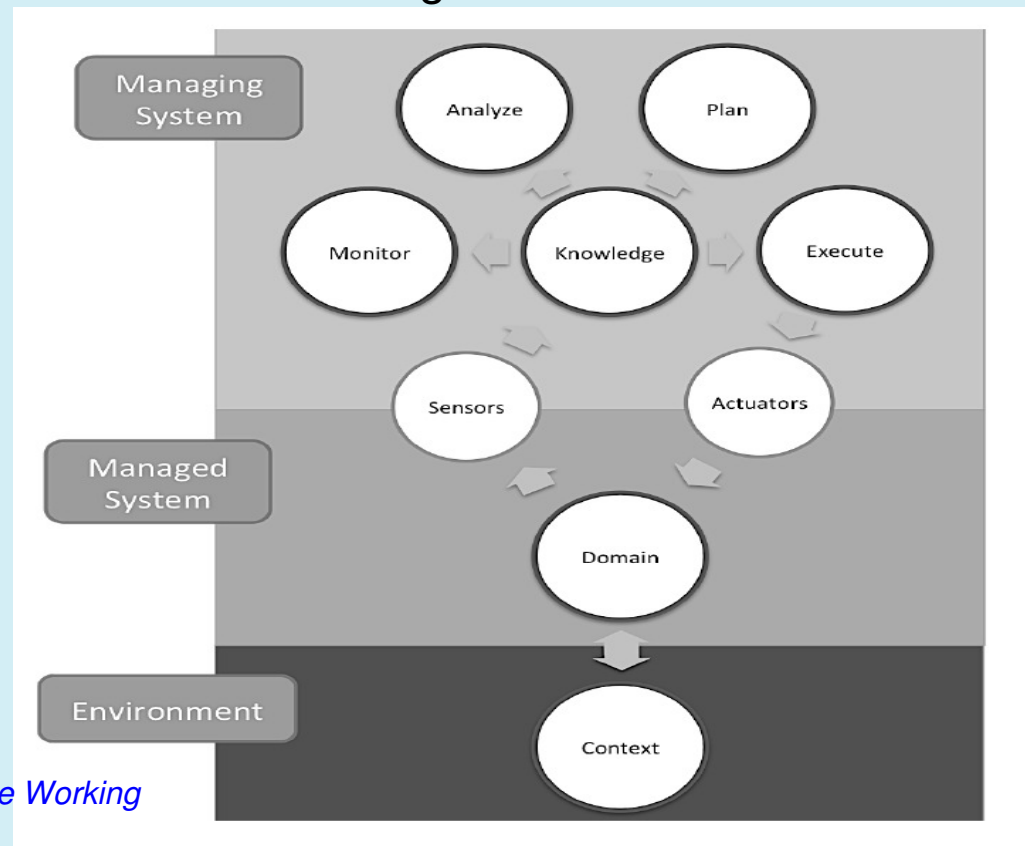 Managing
System
Analyze
Plan
Monitor
Knowledge
Execute
Sensors
Actuators
Managed
System
Domain
Environment
Context
Working